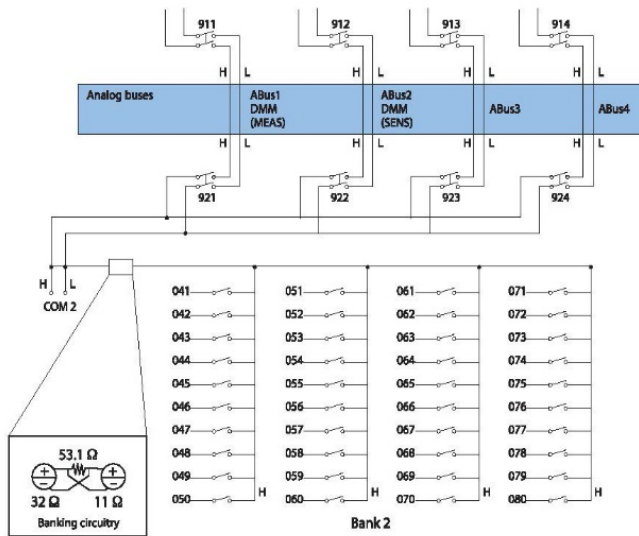 911 912 913 914
H L H L H L H L
Analog buses
ABus1
DMM
(MEAS)
ABus2
DMM
(SENS)
ABus3
ABus4
H L H L H L H L
921 922 923 924
H L
COM 2
041 051 061 071
042 052 062 072
043 053 063 073
044 054 064 074
045 055 065 075
046 056 066 076
047 057 067 077
048 058 068 078
049 059 069 079
050 H 060 H 070 H 080 H
53.1 Ω
+ − + −
32 Ω 11 Ω
Banking circuitry
Bank 2